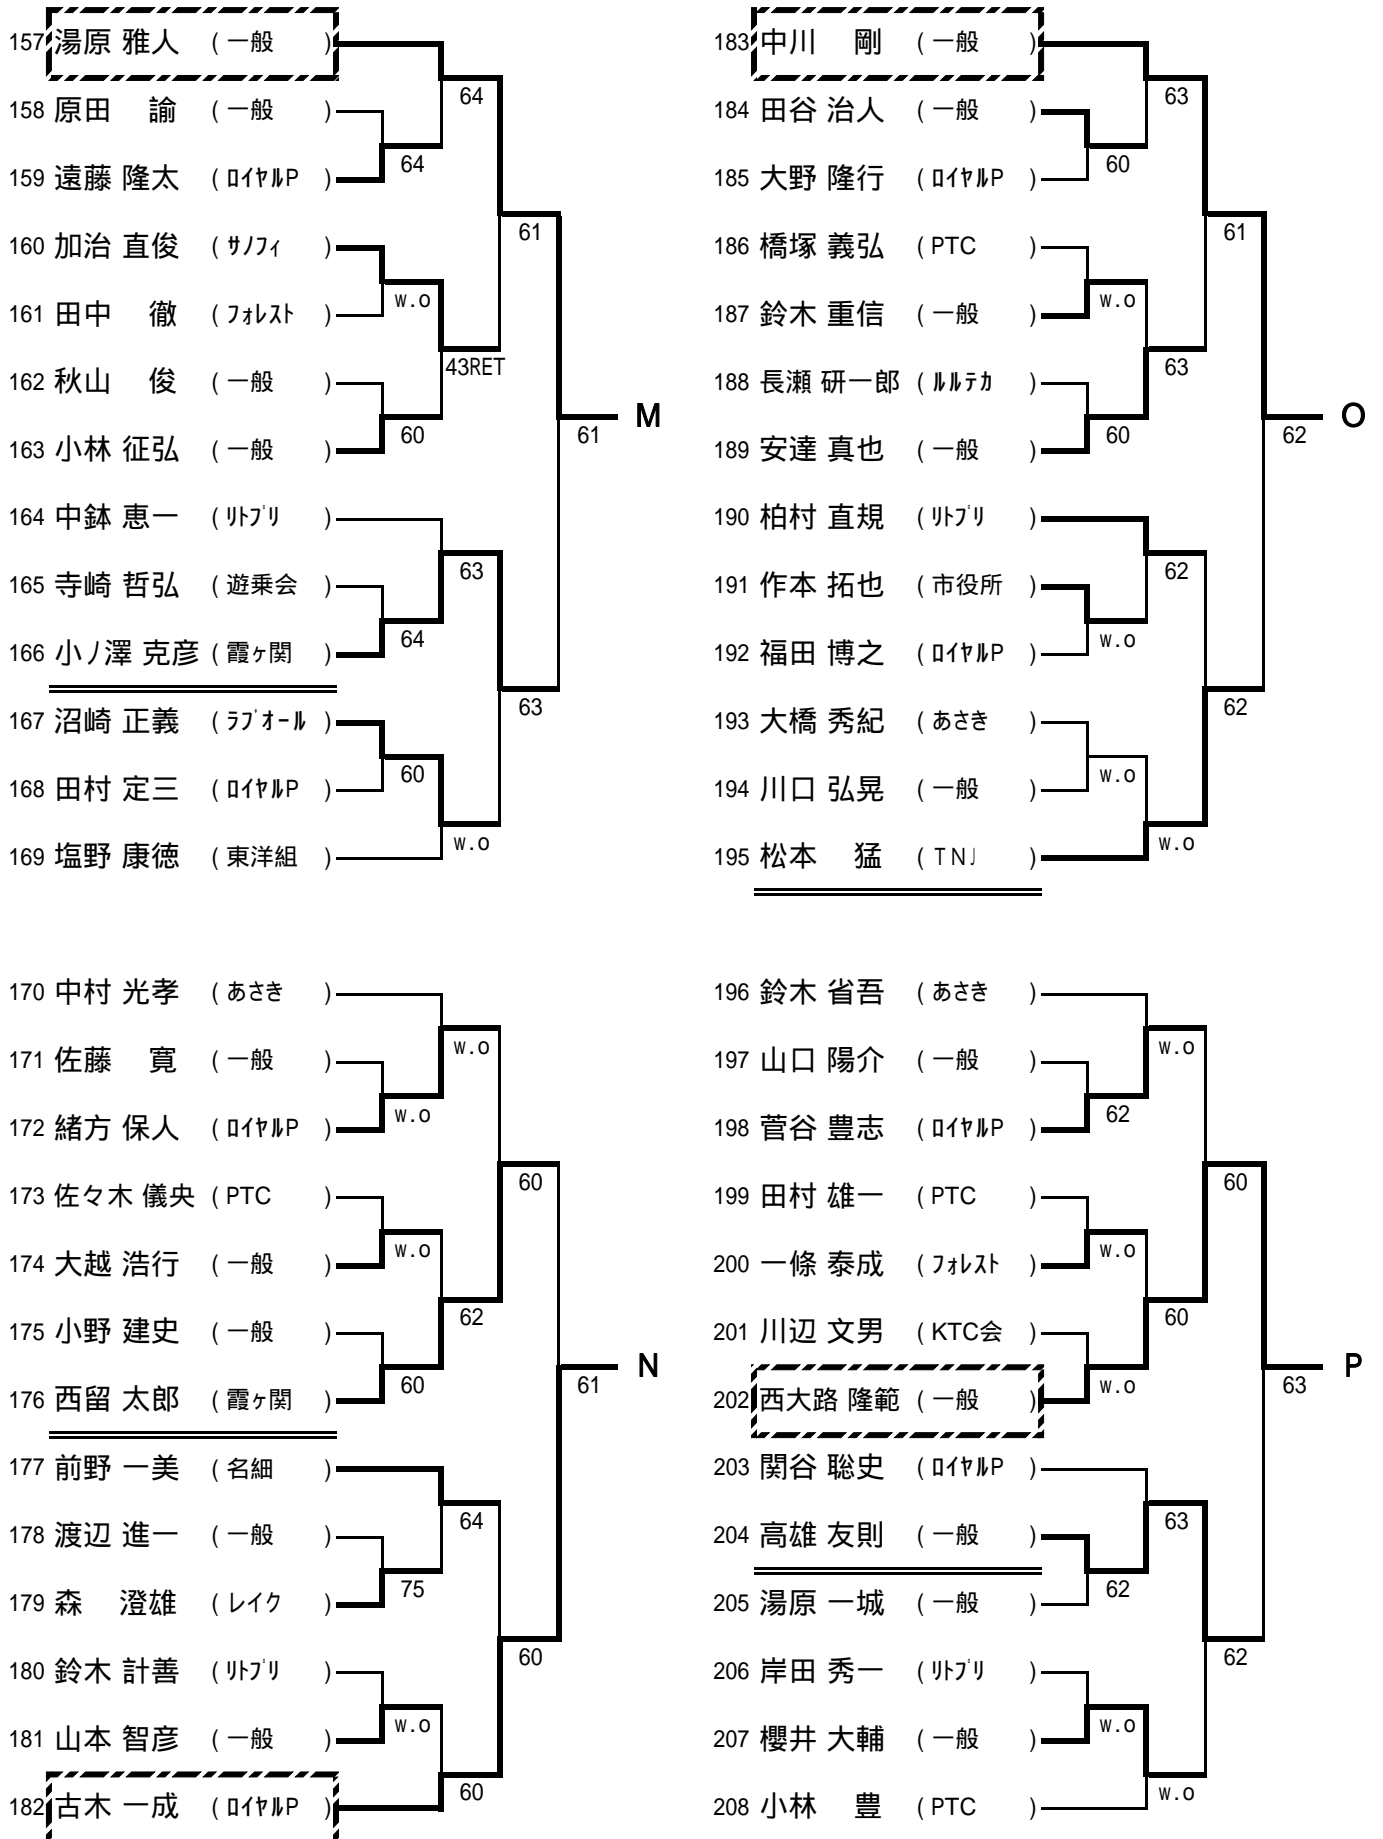 157 湯原 雅人 (一般)
64
158 原田 諭 (一般)
64
159 遠藤 隆太 (ﾛｲﾔﾙP)
61
160 加治 直俊 (ｻﾉﾌｨ)
w.o
161 田中 徹 (ﾌｫﾚｽﾄ)
43RET
162 秋山 俊 (一般)
60
61
M
163 小林 征弘 (一般)
164 中鉢 恵一 (ﾘﾄﾌﾟﾘ)
63
165 寺崎 哲弘 (遊乗会)
64
166 小ノ澤 克彦 (霞ヶ関)
63
167 沼崎 正義 (ﾗﾌﾞｵｰﾙ)
60
168 田村 定三 (ﾛｲﾔﾙP)
w.o
169 塩野 康徳 (東洋組)
170 中村 光孝 (あさき)
w.o
171 佐藤 寛 (一般)
w.o
172 緒方 保人 (ﾛｲﾔﾙP)
60
173 佐々木 儀央 (PTC)
w.o
174 大越 浩行 (一般)
62
175 小野 建史 (一般)
60
61
N
176 西留 太郎 (霞ヶ関)
177 前野 一美 (名細)
64
178 渡辺 進一 (一般)
75
179 森 澄雄 (レイク)
60
180 鈴木 計善 (ﾘﾄﾌﾟﾘ)
w.o
181 山本 智彦 (一般)
60
182 古木 一成 (ﾛｲﾔﾙP)
183 中川 剛 (一般)
63
184 田谷 治人 (一般)
60
185 大野 隆行 (ﾛｲﾔﾙP)
61
186 橋塚 義弘 (PTC)
w.o
187 鈴木 重信 (一般)
63
188 長瀬 研一郎 (ﾙﾙﾃｶ)
60
62
O
189 安達 真也 (一般)
190 柏村 直規 (ﾘﾄﾌﾟﾘ)
62
191 作本 拓也 (市役所)
w.o
192 福田 博之 (ﾛｲﾔﾙP)
62
193 大橋 秀紀 (あさき)
w.o
194 川口 弘晃 (一般)
w.o
195 松本 猛 (TNJ)
196 鈴木 省吾 (あさき)
w.o
197 山口 陽介 (一般)
62
198 菅谷 豊志 (ﾛｲﾔﾙP)
60
199 田村 雄一 (PTC)
w.o
200 一條 泰成 (ﾌｫﾚｽﾄ)
60
201 川辺 文男 (KTC会)
w.o
63
P
202 西大路 隆範 (一般)
203 関谷 聡史 (ﾛｲﾔﾙP)
63
204 高雄 友則 (一般)
62
205 湯原 一城 (一般)
62
206 岸田 秀一 (ﾘﾄﾌﾟﾘ)
w.o
207 櫻井 大輔 (一般)
w.o
208 小林 豊 (PTC)